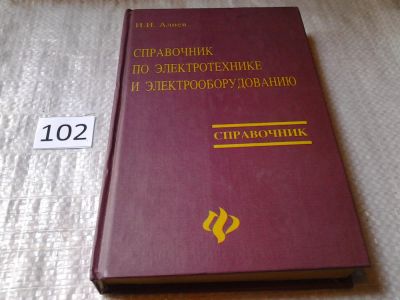 И.И. Алиев
СПРАВОЧНИК
ПО ЭЛЕКТРОТЕХНИКЕ
И ЭЛЕКТРООБОРУДОВАНИЮ
СПРАВОЧНИК
102